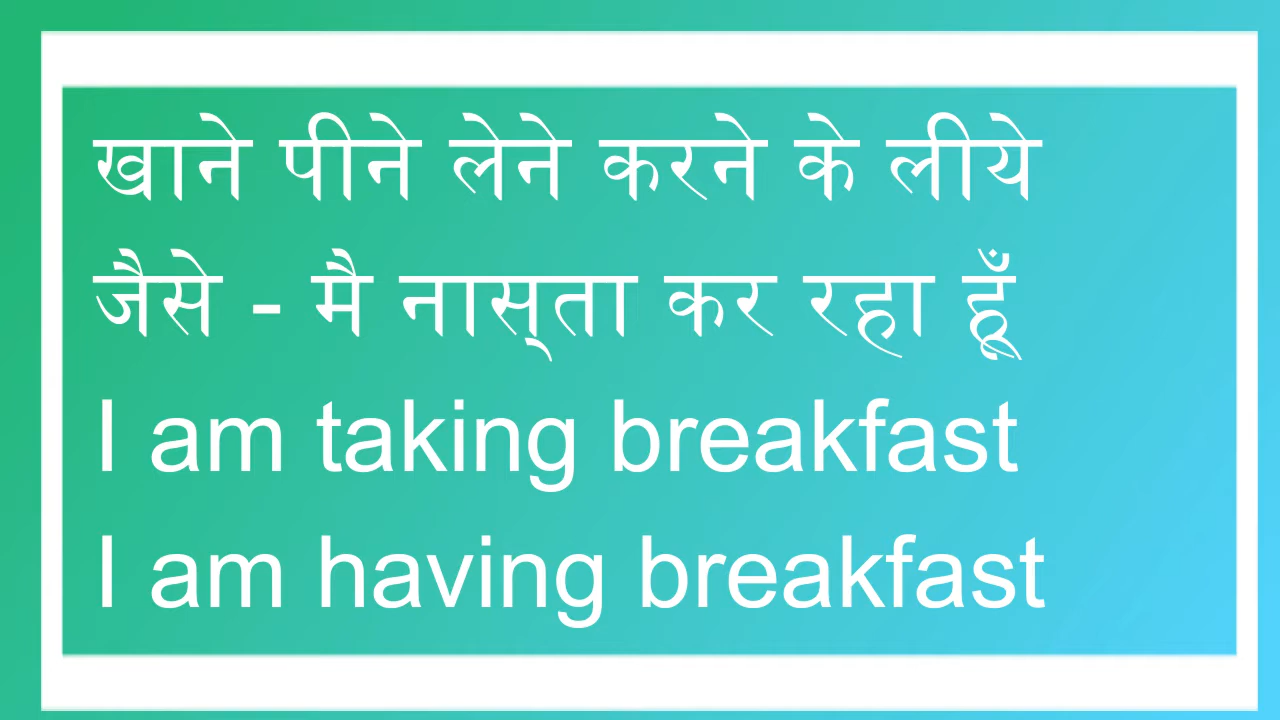 खाने पीने लेने करने के लीये
जैसे - मै नास्‌ता कर रहा हूँ
I am taking breakfast
I am having breakfast